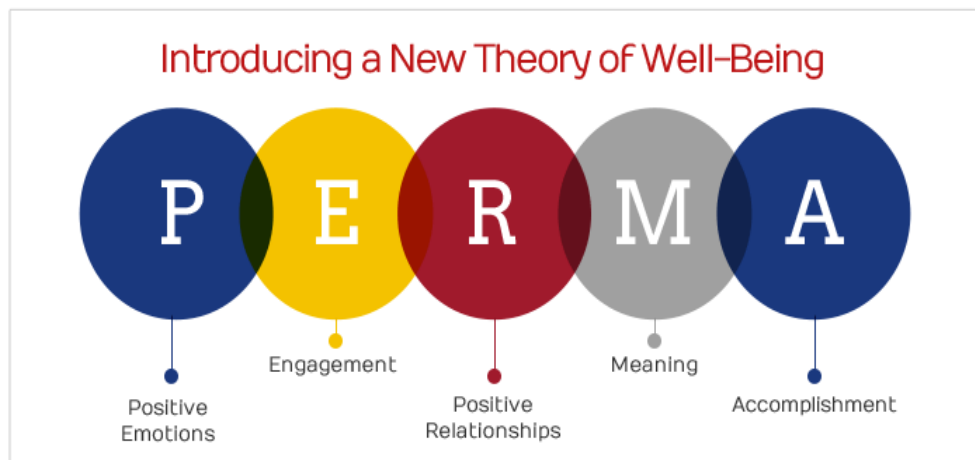 Introducing a New Theory of Well-Being
P E R M A
Engagement
Meaning
Positive
Emotions
Positive
Relationships
Accomplishment